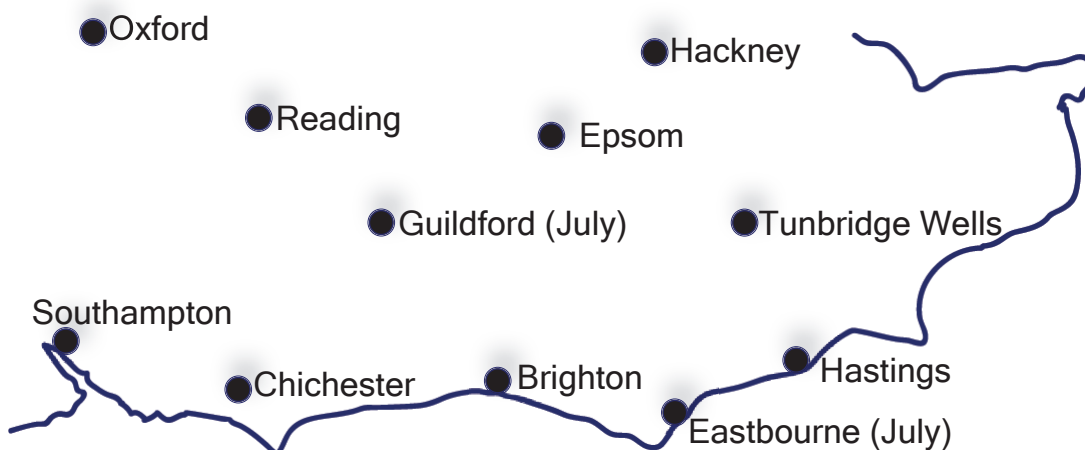 Oxford
Hackney
Reading
Epsom
Guildford (July)
Tunbridge Wells
Southampton
Chichester
Brighton
Hastings
Eastbourne (July)